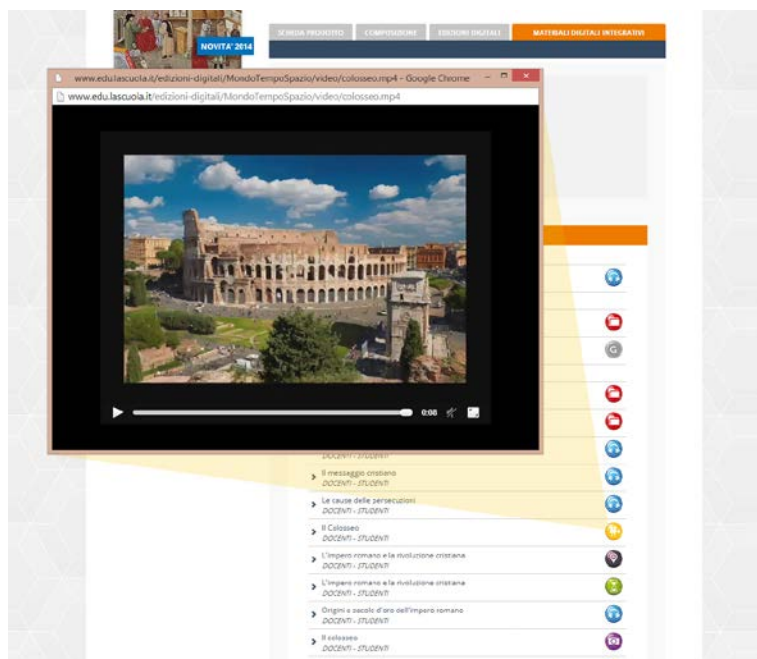 SCHEDA PRODOTTO
COMPOSIZIONE
EDIZIONI DIGITALI
MATERIALI DIGITALI INTEGRATIVI
NOVITA' 2014
www.edu.lascuola.it/edizioni-digitali/MondoTempoSpazio/video/colosseo.mp4 - Google Chrome
www.edu.lascuola.it/edizioni-digitali/MondoTempoSpazio/video/colosseo.mp4
0:08
G
DOCENTI - STUDENTI
Il messaggio cristiano
DOCENTI - STUDENTI
Le cause delle persecuzioni
DOCENTI - STUDENTI
Il Colosseo
DOCENTI - STUDENTI
L'impero romano e la rivoluzione cristiana
DOCENTI - STUDENTI
L'impero romano e la rivoluzione cristiana
DOCENTI - STUDENTI
Origini e secolo d'oro dell'impero romano
DOCENTI - STUDENTI
Il colosseo
DOCENTI - STUDENTI